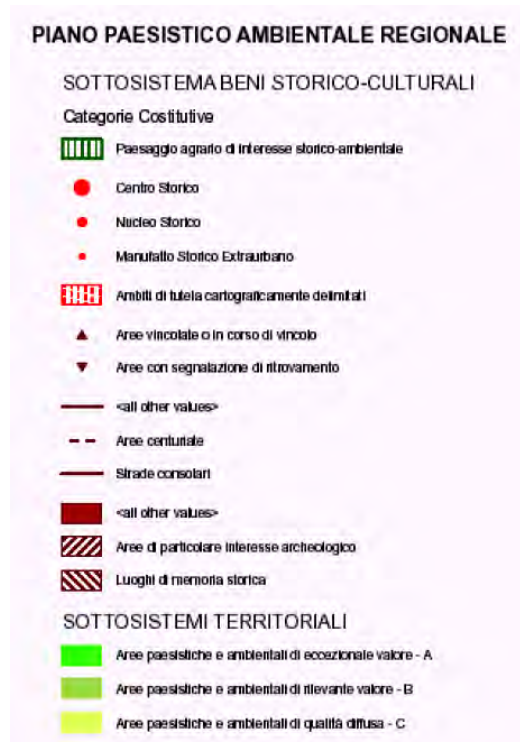 PIANO PAESISTICO AMBIENTALE REGIONALE
SOTTOSISTEMA BENI STORICO-CULTURALI
Categorie Costitutive
Paesaggio agrario di interesse storico-ambientale
Centro Storico
Nucleo Storico
Manufatto Storico Extraurbano
Ambiti di tutela cartograficamente delimitati
Aree vincolate o in corso di vincolo
Aree con segnalazione di ritrovamento
<all other values>
Aree centuriate
Strade consolari
<all other values>
Aree di particolare interesse archeologico
Luoghi di memoria storica
SOTTOSISTEMI TERRITORIALI
Aree paesistiche e ambientali di eccezionale valore - A
Aree paesistiche e ambientali di rilevante valore - B
Aree paesistiche e ambientali di qualità diffusa - C